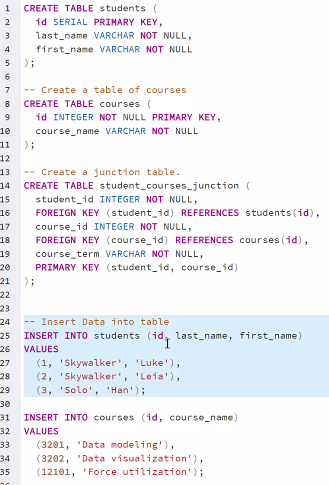 1 CREATE TABLE students (
2 id SERIAL PRIMARY KEY,
3 last_name VARCHAR NOT NULL,
4 first_name VARCHAR NOT NULL
5 );
6
7 -- Create a table of courses
8 CREATE TABLE courses (
9 id INTEGER NOT NULL PRIMARY KEY,
10 course_name VARCHAR NOT NULL
11 );
12
13 -- Create a junction table.
14 CREATE TABLE student_courses_junction (
15 student_id INTEGER NOT NULL,
16 FOREIGN KEY (student_id) REFERENCES students(id),
17 course_id INTEGER NOT NULL,
18 FOREIGN KEY (course_id) REFERENCES courses(id),
19 course_term VARCHAR NOT NULL,
20 PRIMARY KEY (student_id, course_id)
21 );
22
23
24 -- Insert Data into table
25 INSERT INTO students (id, last_name, first_name)
26 VALUES
27 (1, 'Skywalker', 'Luke'),
28 (2, 'Skywalker', 'Leia'),
29 (3, 'Solo', 'Han');
30
31 INSERT INTO courses (id, course_name)
32 VALUES
33 (3201, 'Data modeling'),
34 (3202, 'Data visualization'),
35 (12101, 'Force utilization');